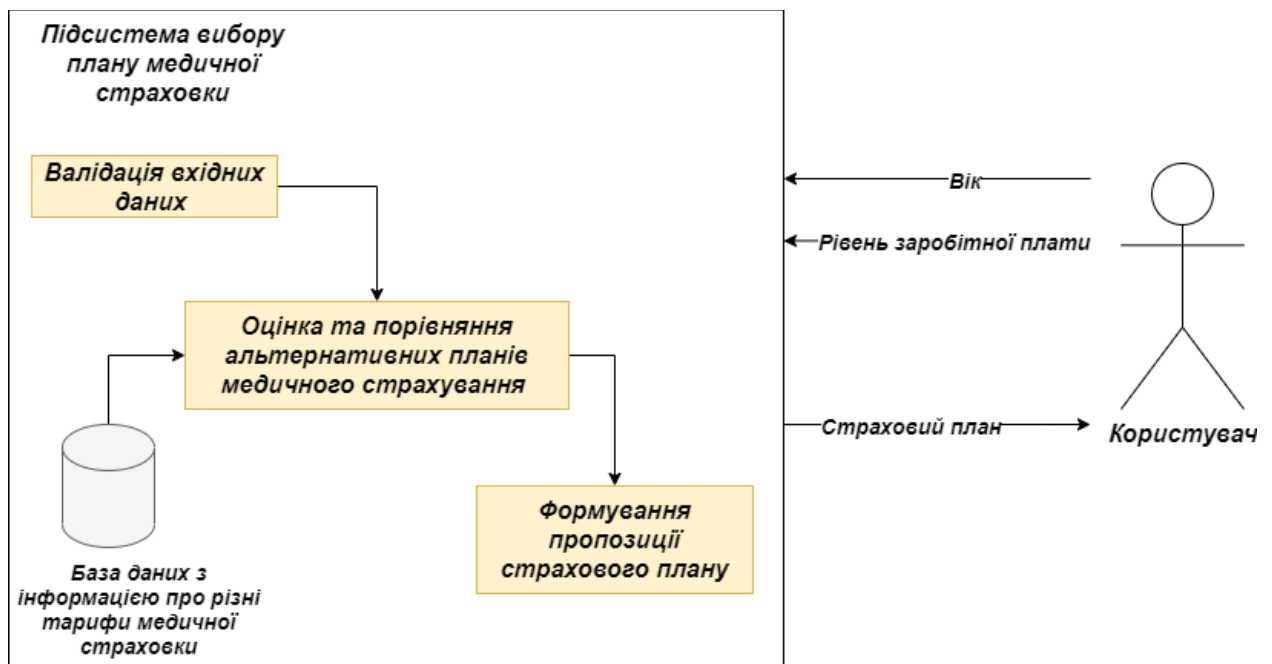 Підсистема вибору
плану медичної
страховки
Валідація вхідних
даних
Оцінка та порівняння
альтернативних планів
медичного страхування
Формування
пропозиції
страхового плану
База даних з
інформацією про різні
тарифи медичної
страховки
Вік
Рівень заробітної плати
Страховий план
Користувач